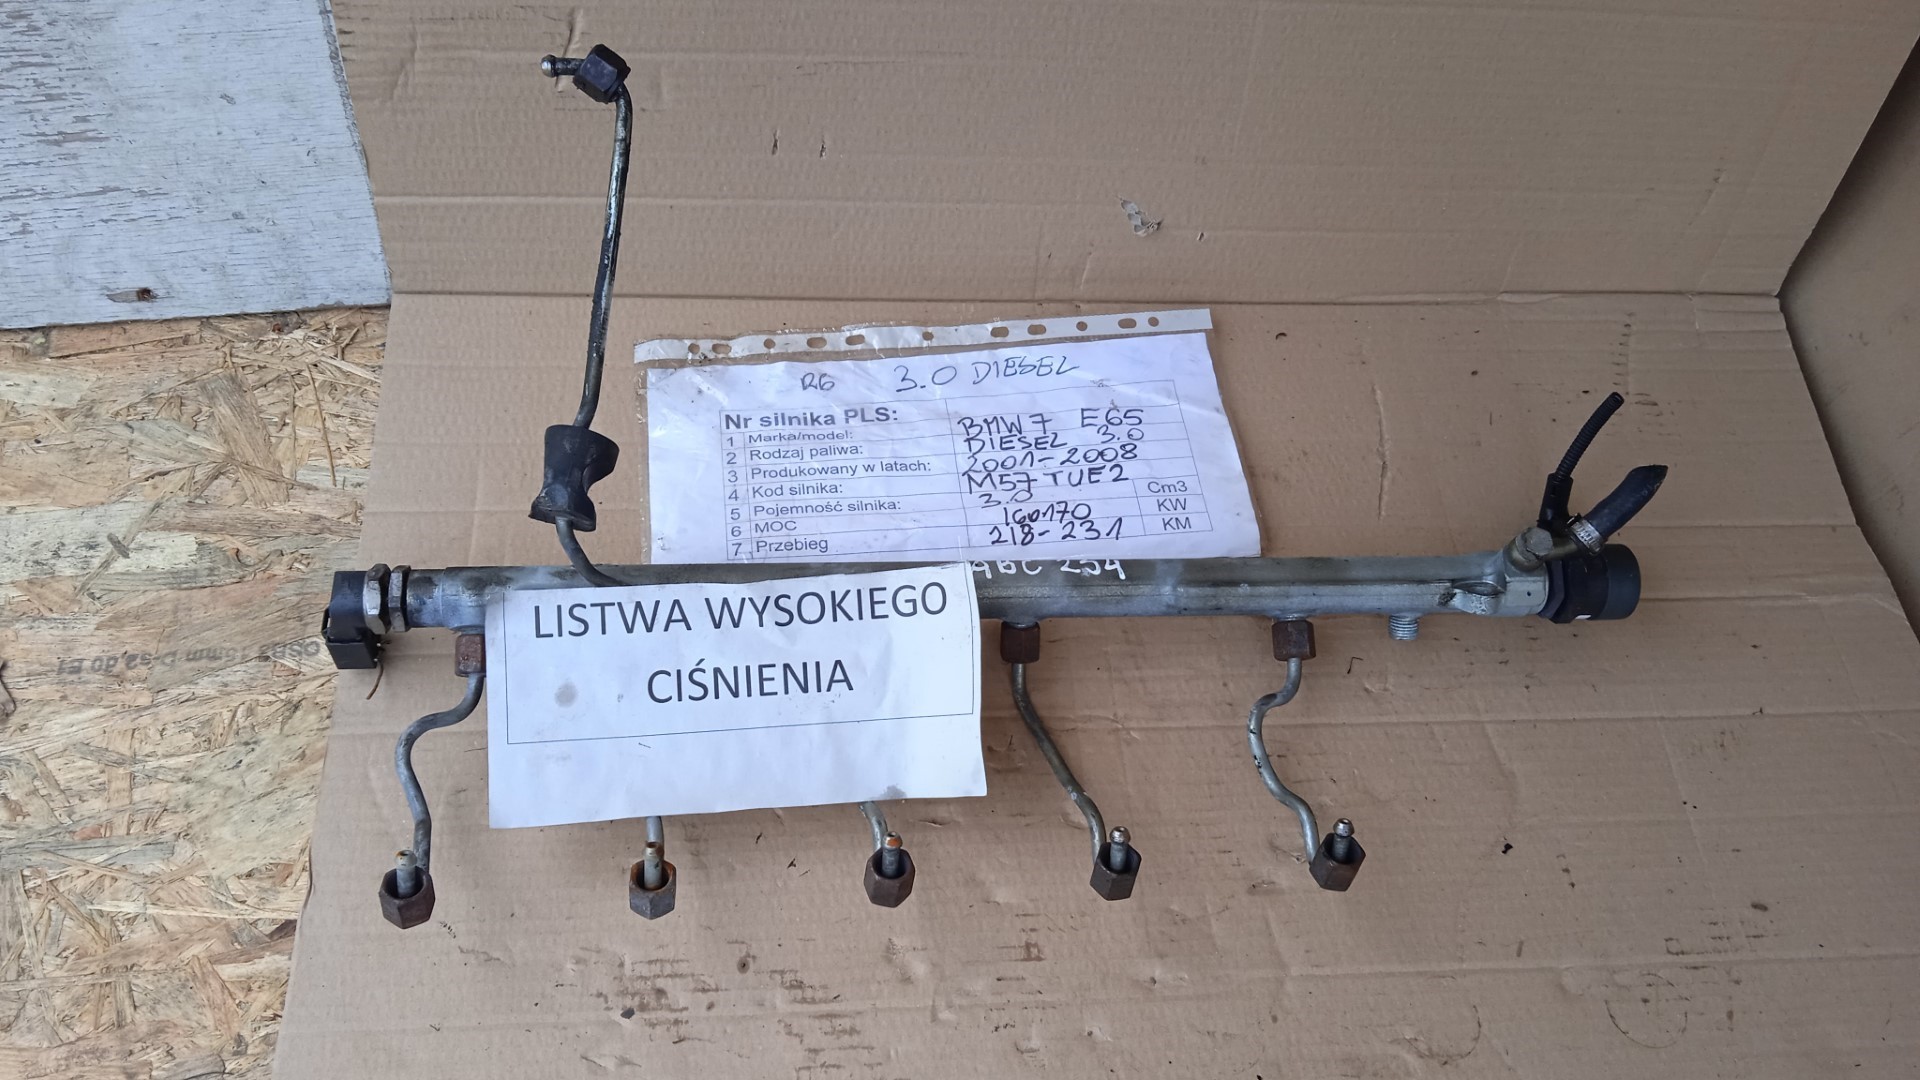 R6 3.0 DIESEL
Nr silnika PLS:
1 Marka/model: BMW 7 E65
2 Rodzaj paliwa: DIESEL 3.0
3 Produkowany w latach: 2001-2008
4 Kod silnika: M57 TUE2
5 Pojemność silnika: 3.0 Cm3
6 MOC 160170 KW
7 Przebieg 218-231 KM
LISTWA WYSOKIEGO
CIŚNIENIA